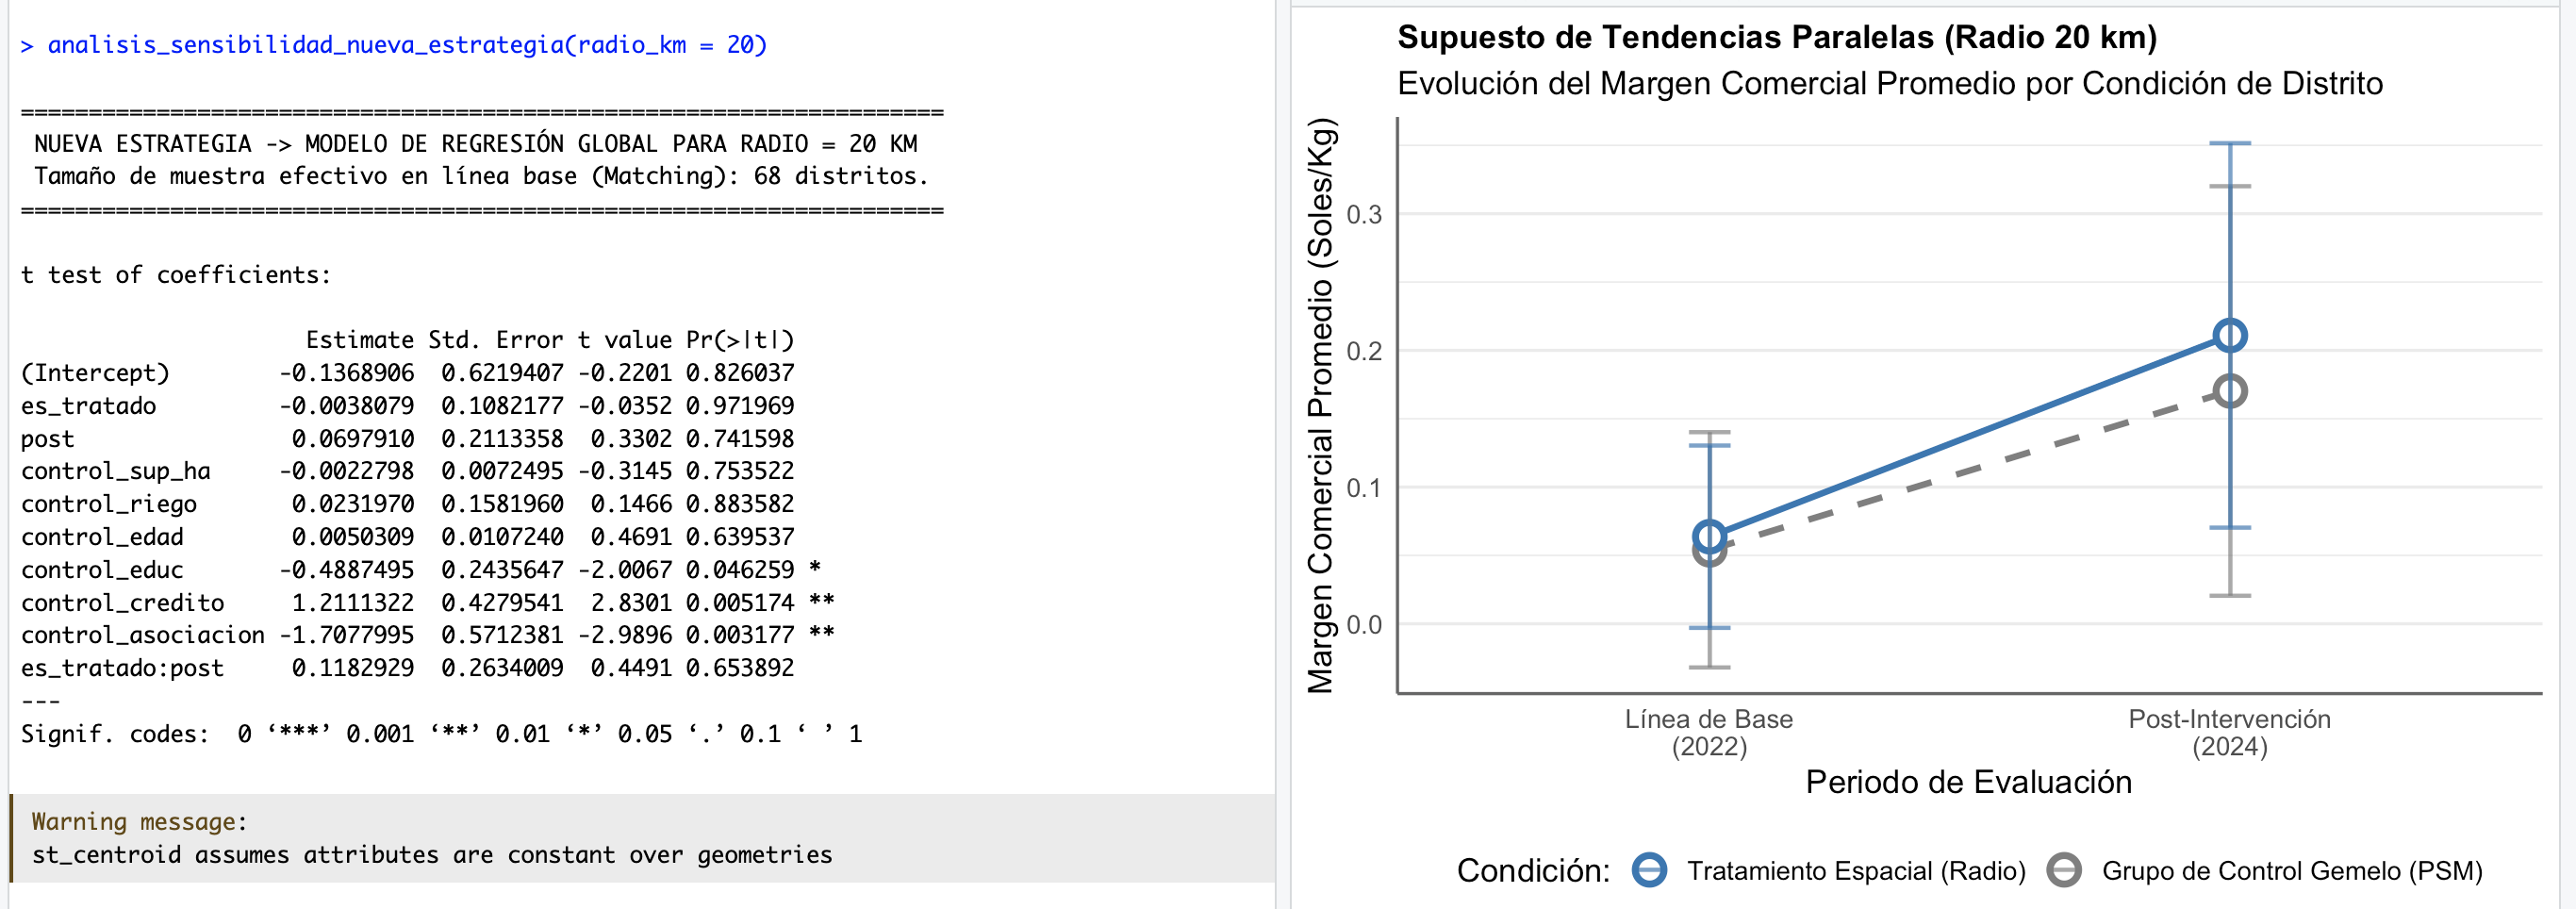 > analisis_sensibilidad_nueva_estrategia(radio_km = 20)
====================================================================
NUEVA ESTRATEGIA -> MODELO DE REGRESIÓN GLOBAL PARA RADIO = 20 KM
Tamaño de muestra efectivo en línea base (Matching): 68 distritos.
====================================================================
t test of coefficients:
Estimate Std. Error t value Pr(>|t|)
(Intercept) -0.1368906 0.6219407 -0.2201 0.826037
es_tratado -0.0038079 0.1082177 -0.0352 0.971969
post 0.0697910 0.2113358 0.3302 0.741598
control_sup_ha -0.0022798 0.0072495 -0.3145 0.753522
control_riego 0.0231970 0.1581960 0.1466 0.883582
control_edad 0.0050309 0.0107240 0.4691 0.639537
control_educ -0.4887495 0.2435647 -2.0067 0.046259 *
control_credito 1.2111322 0.4279541 2.8301 0.005174 **
control_asociacion -1.7077995 0.5712381 -2.9896 0.003177 **
es_tratado:post 0.1182929 0.2634009 0.4491 0.653892
---
Signif. codes: 0 ‘***’ 0.001 ‘**’ 0.01 ‘*’ 0.05 ‘.’ 0.1 ‘ ’ 1
Warning message:
st_centroid assumes attributes are constant over geometries
Supuesto de Tendencias Paralelas (Radio 20 km)
Evolución del Margen Comercial Promedio por Condición de Distrito
Margen Comercial Promedio (Soles/Kg)
0.3
0.2
0.1
0.0
Línea de Base
(2022)
Post-Intervención
(2024)
Periodo de Evaluación
Condición: Tratamiento Espacial (Radio) Grupo de Control Gemelo (PSM)